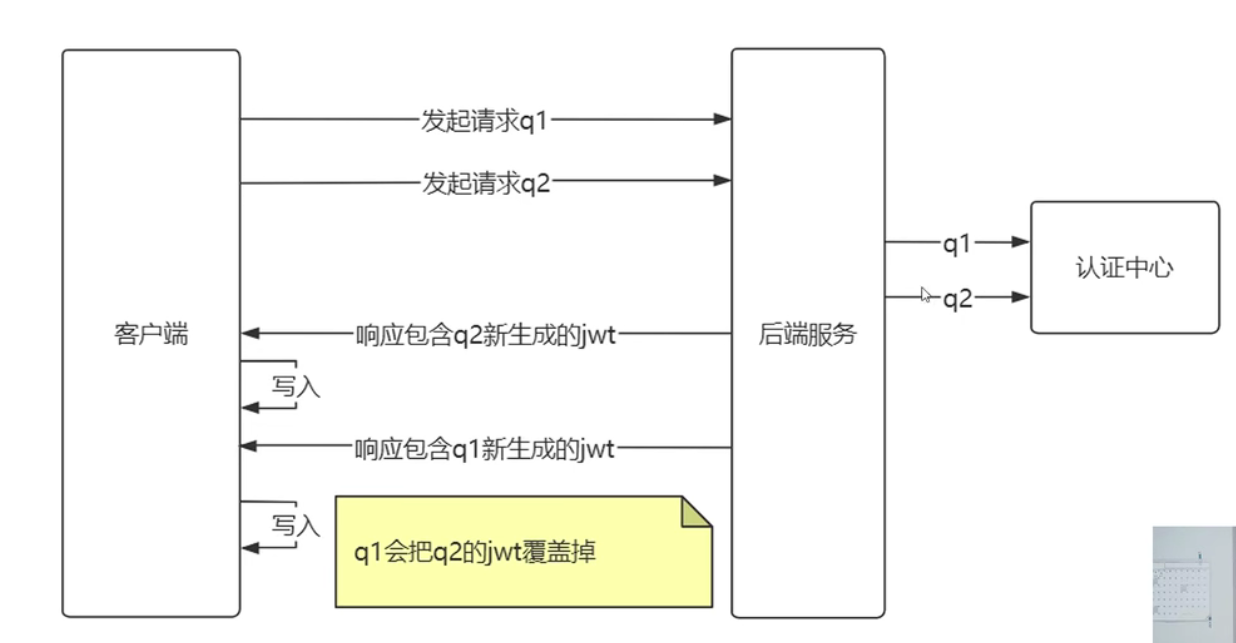 发起请求q1
发起请求q2
q1
认证中心
q2
客户端
响应包含q2新生成的jwt
后端服务
写入
响应包含q1新生成的jwt
写入
q1会把q2的jwt覆盖掉